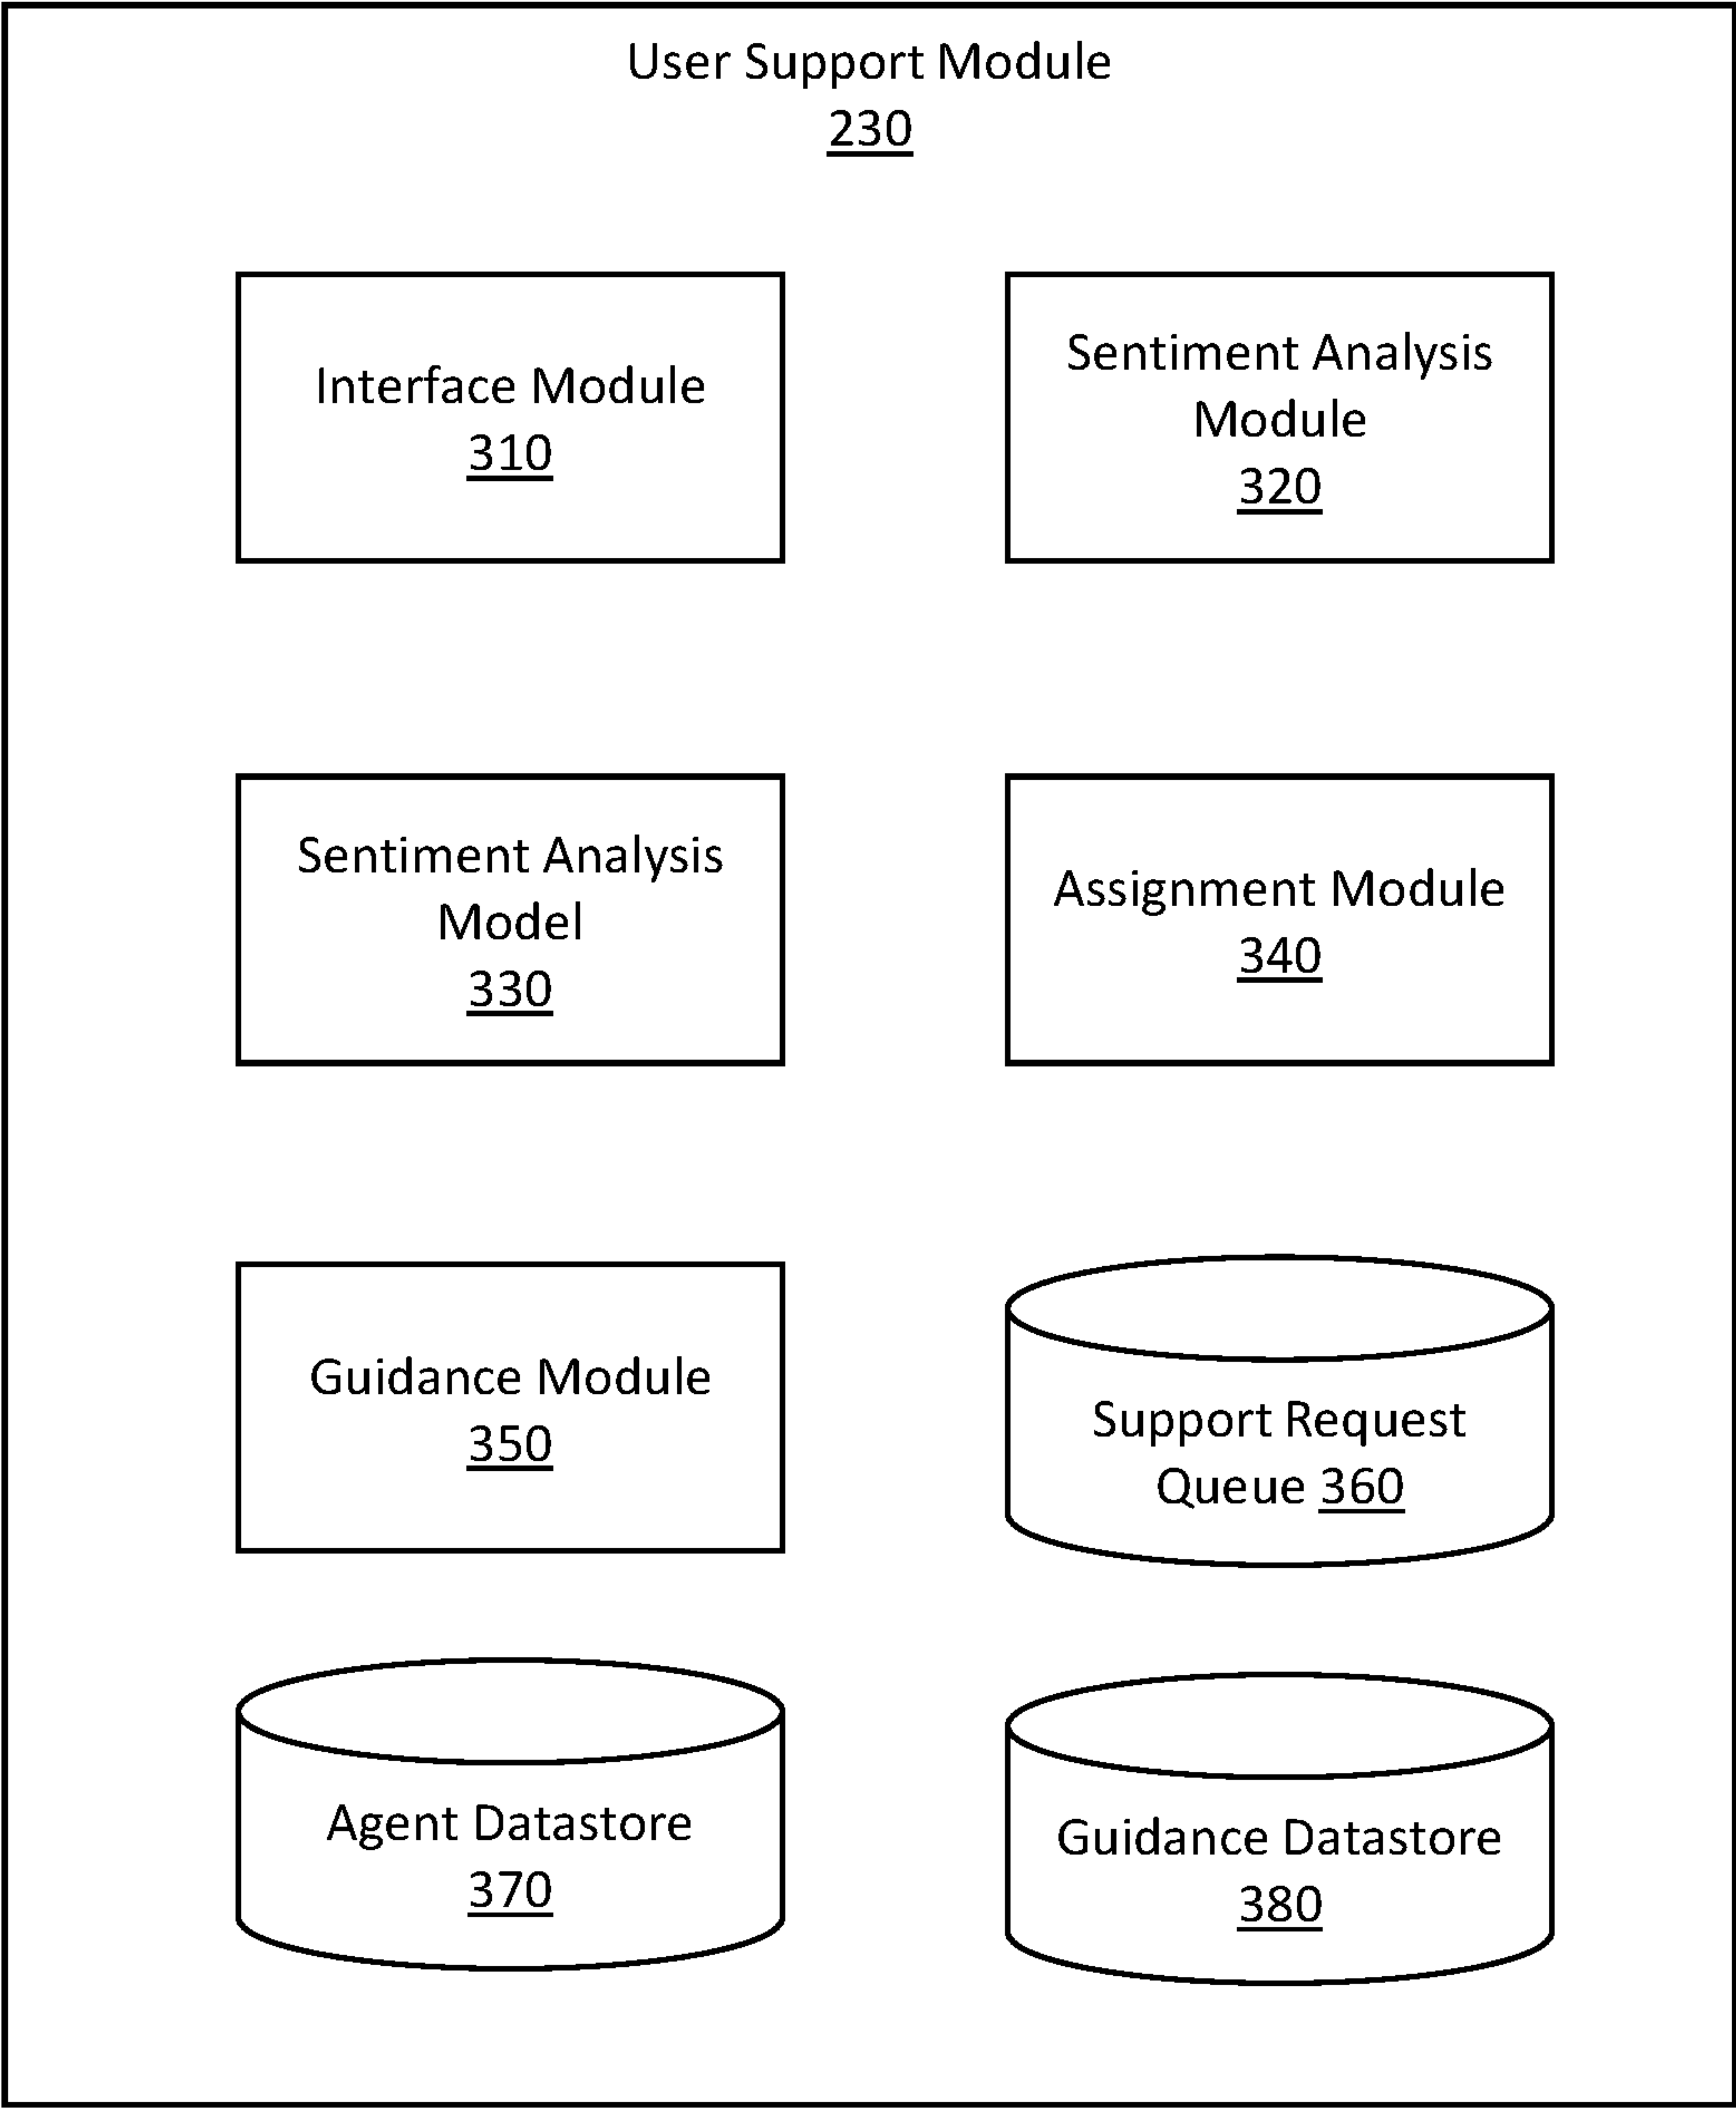 User Support Module
230
Interface Module
310
Sentiment Analysis
Module
320
Sentiment Analysis
Model
330
Assignment Module
340
Guidance Module
350
Support Request
Queue 360
Agent Datastore
370
Guidance Datastore
380